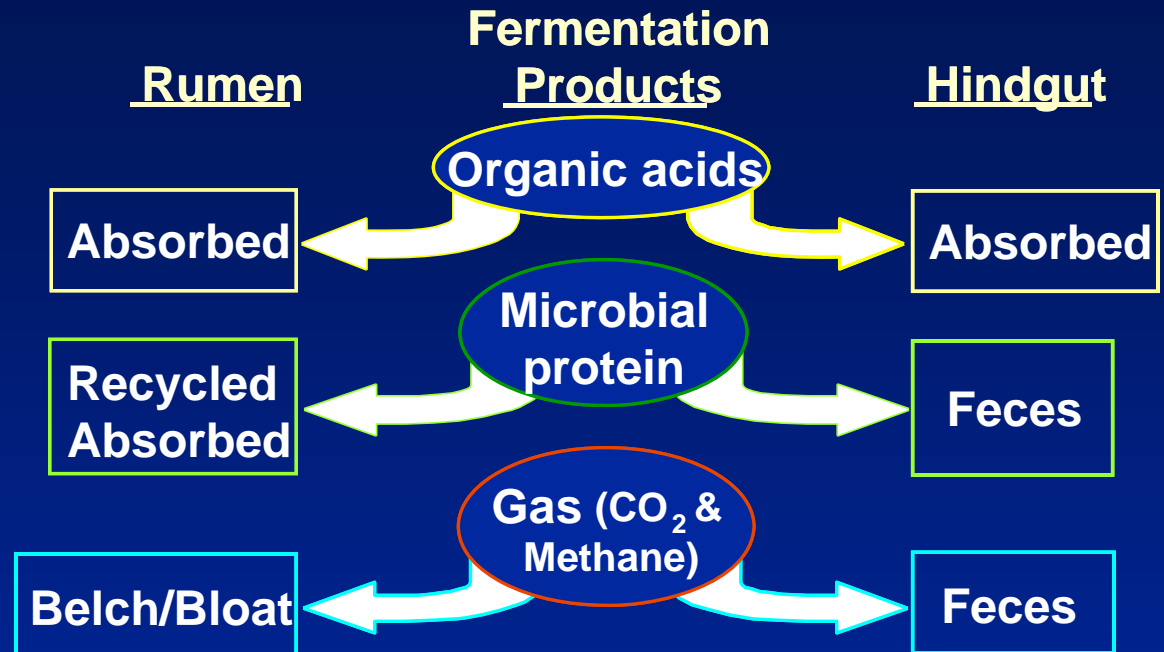 Fermentation
Rumen Products Hindgut
Organic acids
Absorbed Absorbed
Microbial
protein
Recycled
Absorbed
Feces
Gas (CO₂ &
Methane)
Belch/Bloat Feces